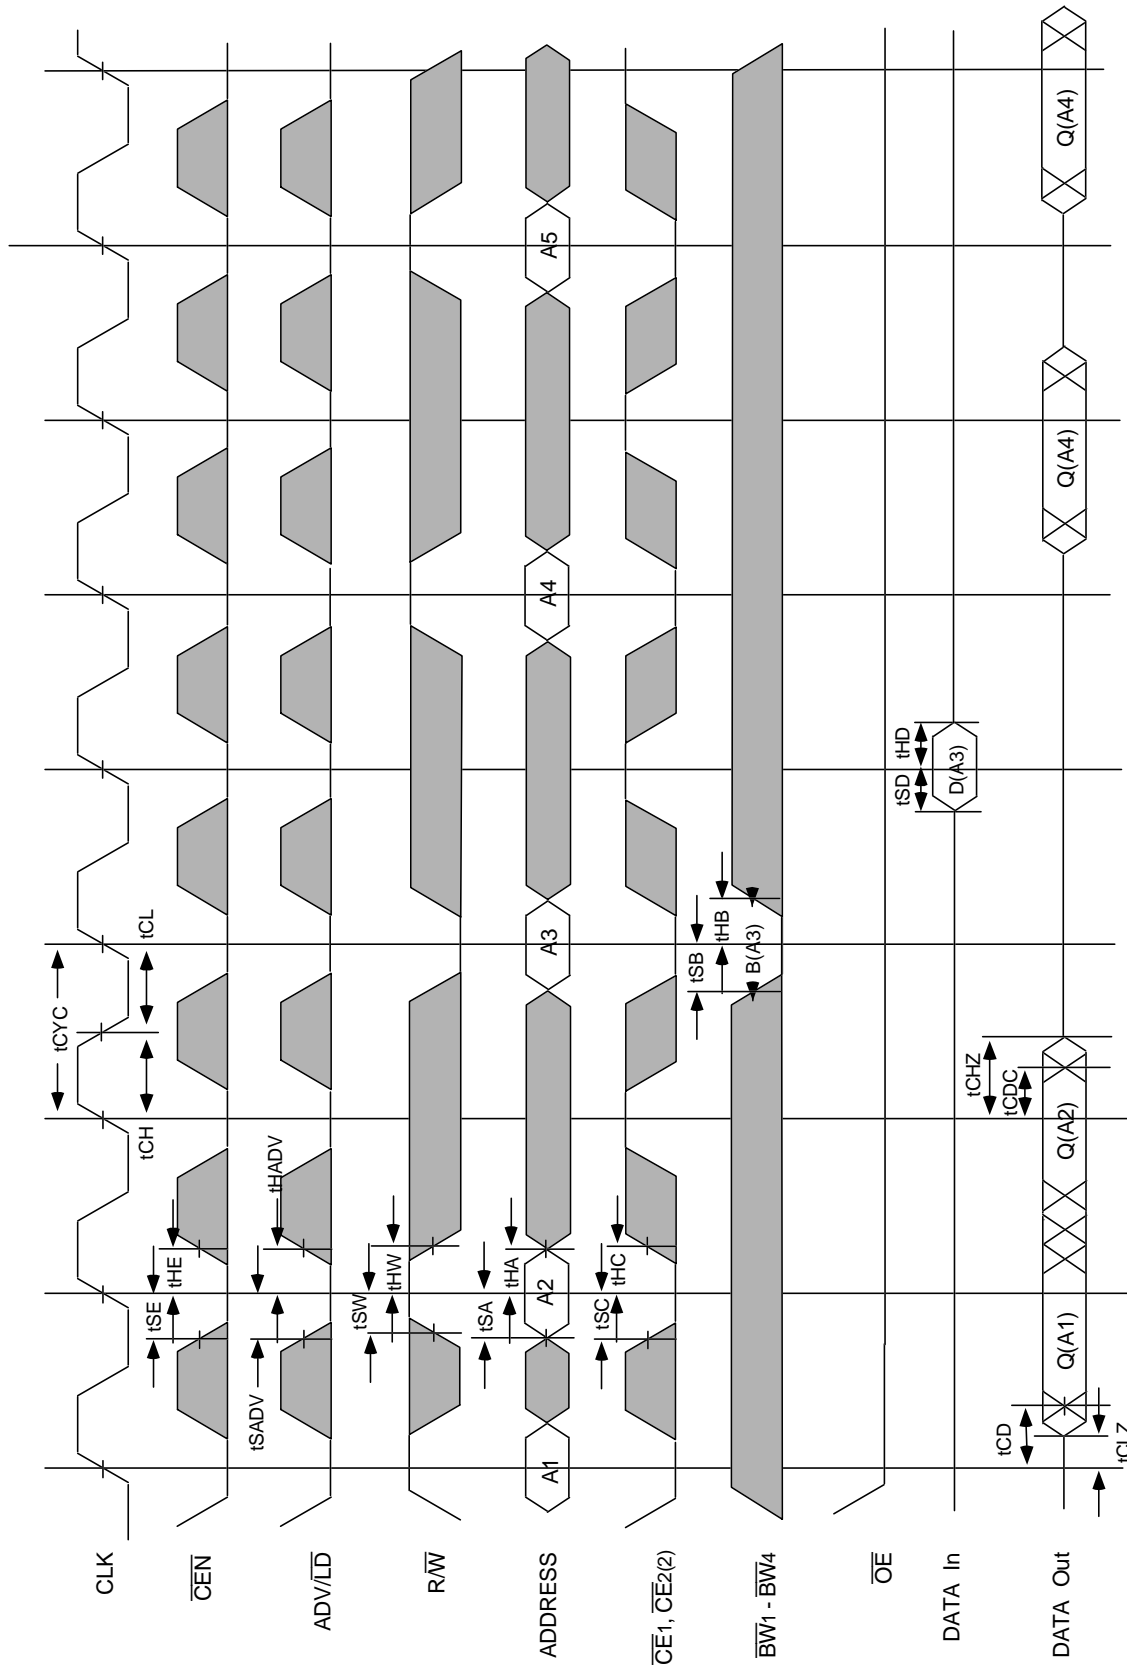 CLK
tCYC
tCH
tCL
CEN
tSE
tHE
ADV/LD
tSADV
tHADV
R/W
tSW
tHW
ADDRESS
A1
tSA
tHA
A2
A3
A4
A5
CE1, CE2(2)
tSC
tHC
BW1 - BW4
tSB
tHB
B(A3)
OE
DATA In
tSD
tHD
D(A3)
DATA Out
tCD
tCLZ
Q(A1)
tCHZ
tCDC
Q(A2)
Q(A4)
Q(A4)